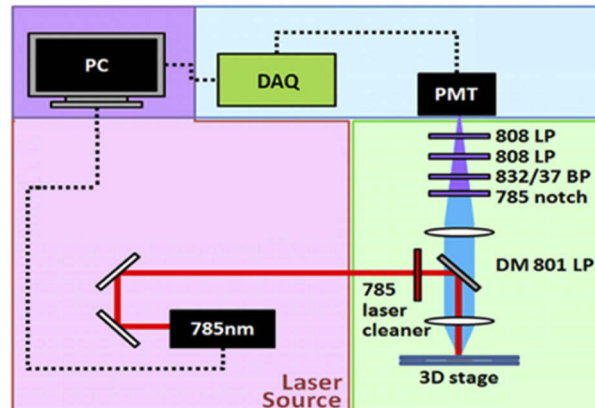 PC
DAQ
PMT
808 LP
808 LP
832/37 BP
785 notch
DM 801 LP
785
laser
cleaner
785nm
3D stage
Laser
Source